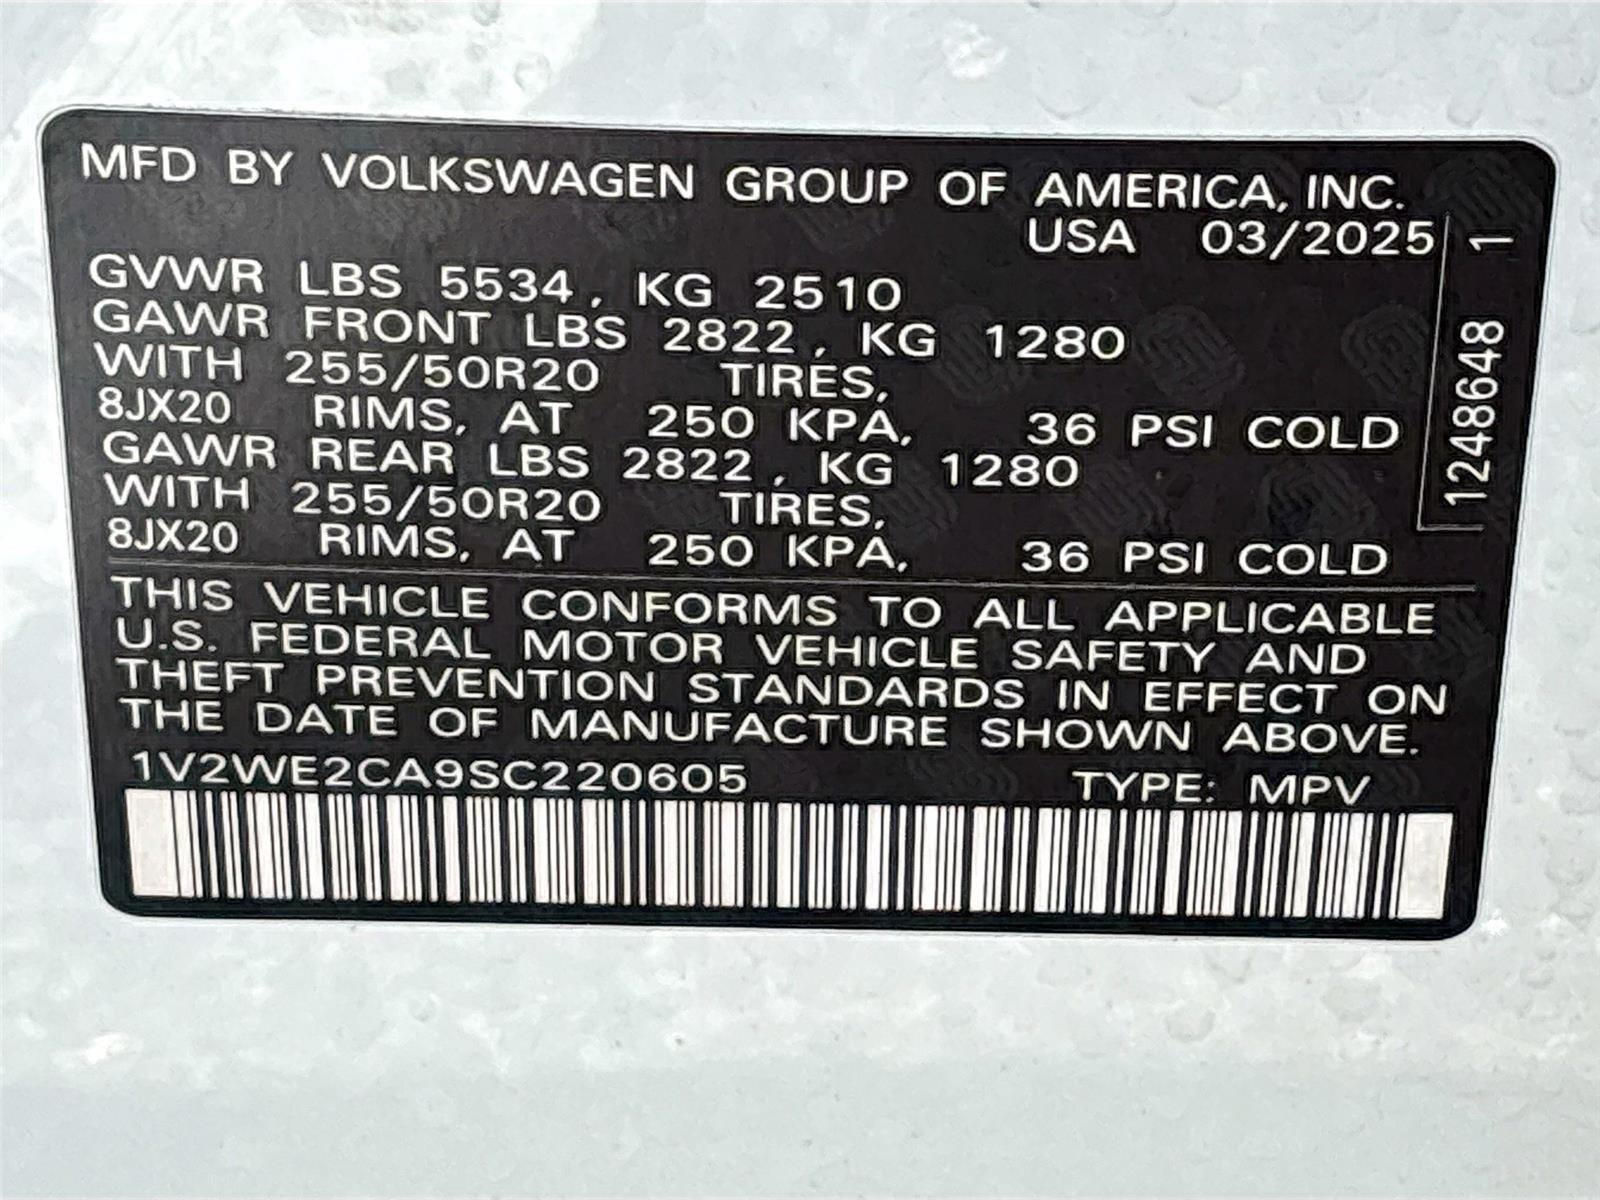 MFD BY VOLKSWAGEN GROUP OF AMERICA, INC.
USA 03/2025
GVWR LBS 5534, KG 2510
GAWR FRONT LBS 2822, KG 1280
WITH 255/50R20 TIRES,
8JX20 RIMS, AT 250 KPA, 36 PSI COLD
GAWR REAR LBS 2822, KG 1280
WITH 255/50R20 TIRES,
8JX20 RIMS, AT 250 KPA, 36 PSI COLD
1248648 1
THIS VEHICLE CONFORMS TO ALL APPLICABLE
U.S. FEDERAL MOTOR VEHICLE SAFETY AND
THEFT PREVENTION STANDARDS IN EFFECT ON
THE DATE OF MANUFACTURE SHOWN ABOVE.
1V2WE2CA9SC220605 TYPE: MPV